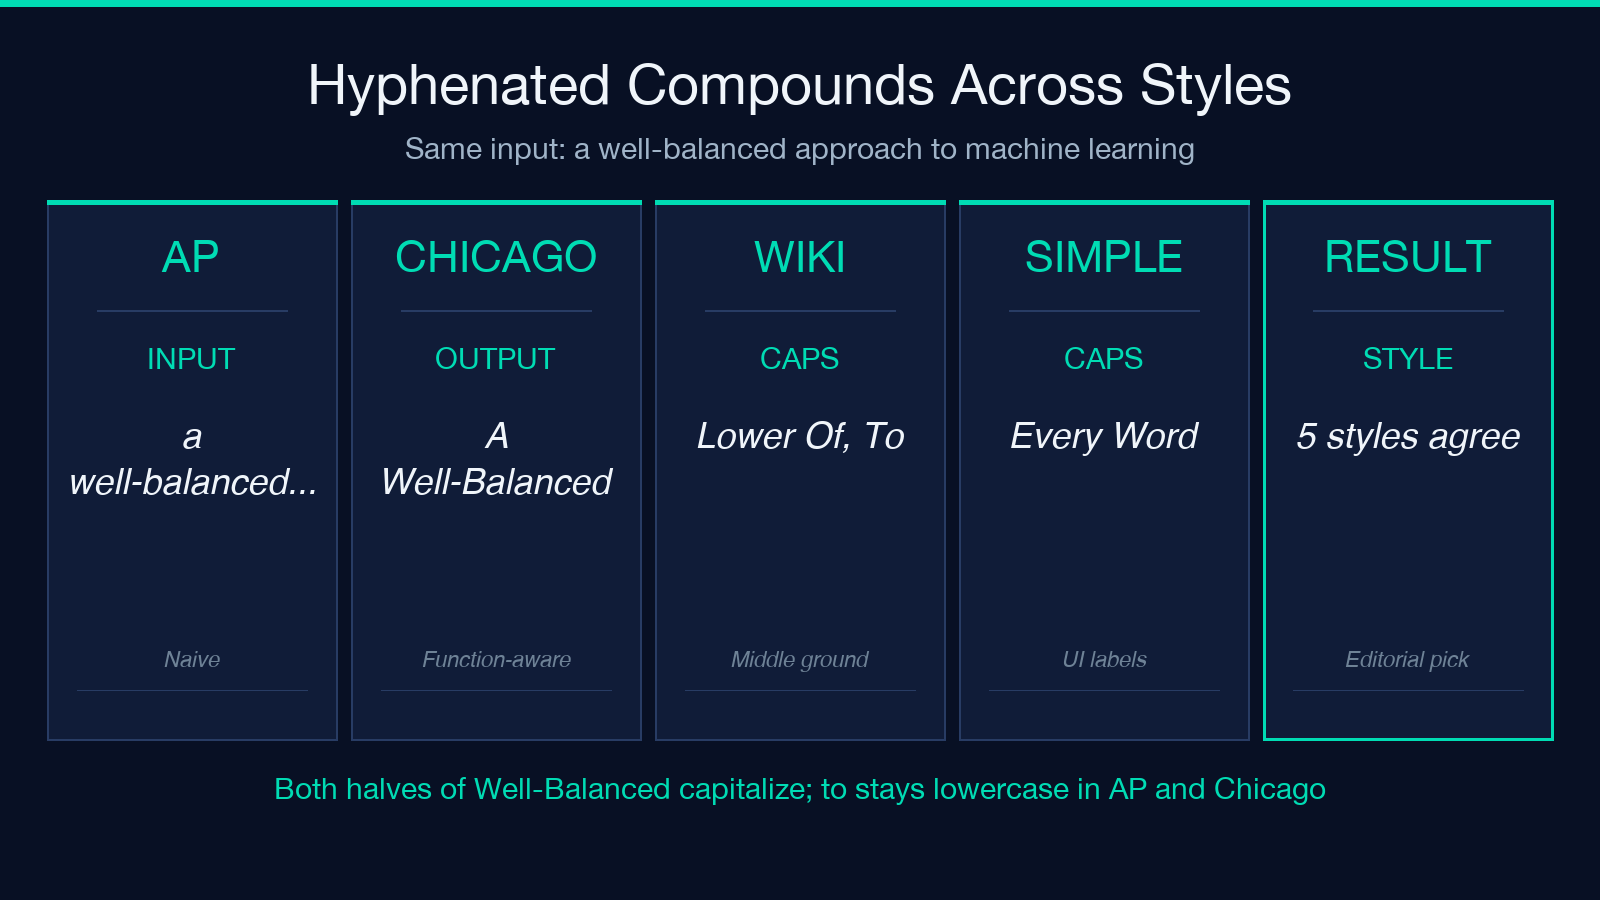 Hyphenated Compounds Across Styles
Same input: a well-balanced approach to machine learning
AP
INPUT
a
well-balanced...
Naive
CHICAGO
OUTPUT
A
Well-Balanced
Function-aware
WIKI
CAPS
Lower Of, To
Middle ground
SIMPLE
CAPS
Every Word
UI labels
RESULT
STYLE
5 styles agree
Editorial pick
Both halves of Well-Balanced capitalize; to stays lowercase in AP and Chicago